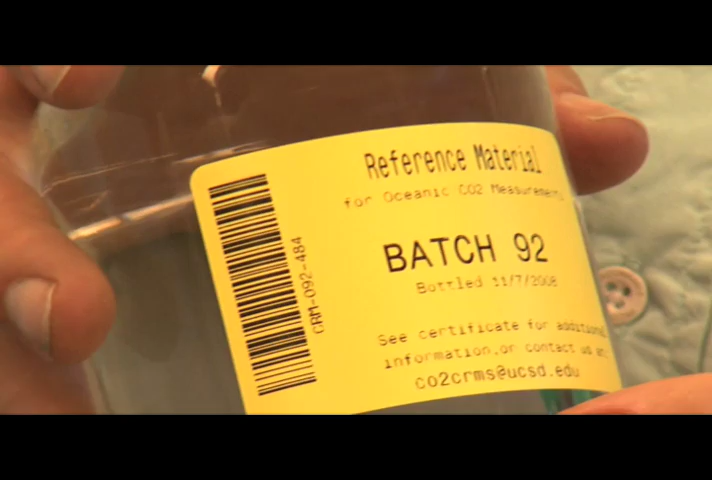 Reference Material
for Oceanic CO2 Measurement
BATCH 92
Bottled 11/7/2008
See certificate for additional
information,or contact us at
co2crms@ucsd.edu
CRM-092-484